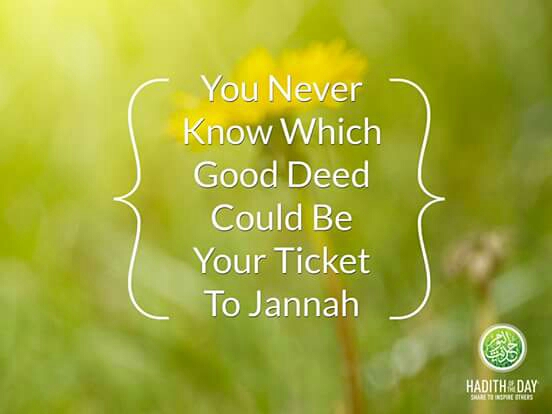 You Never
Know Which
Good Deed
Could Be
Your Ticket
To Jannah
HADITH OF THE DAY
SHARE TO INSPIRE OTHERS